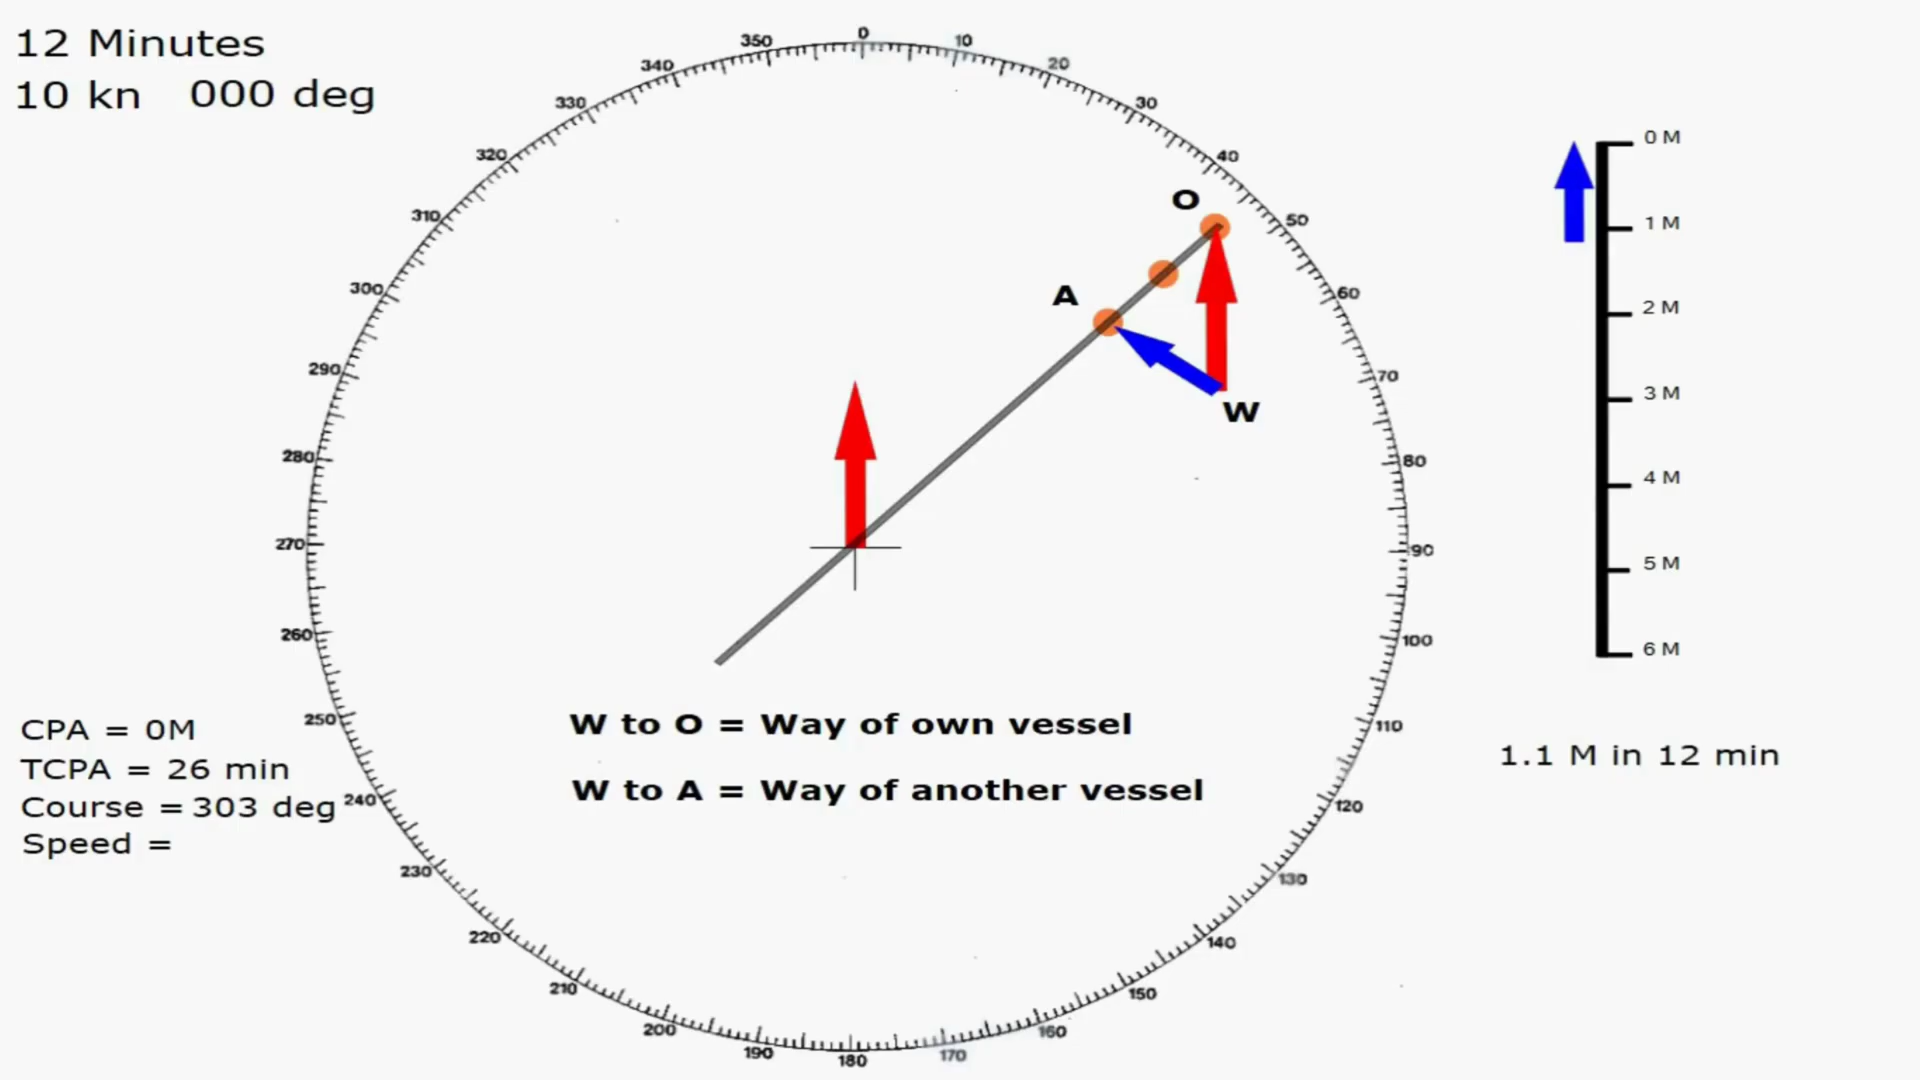 12 Minutes
10 kn 000 deg
0
10
20
30
40
50
60
70
80
90
100
110
120
130
140
150
160
170
180
190
200
210
220
230
240
250
260
270
280
290
300
310
320
330
340
350
O
A
W
0 M
1 M
2 M
3 M
4 M
5 M
6 M
1.1 M in 12 min
W to O = Way of own vessel
W to A = Way of another vessel
CPA = 0M
TCPA = 26 min
Course = 303 deg
Speed =